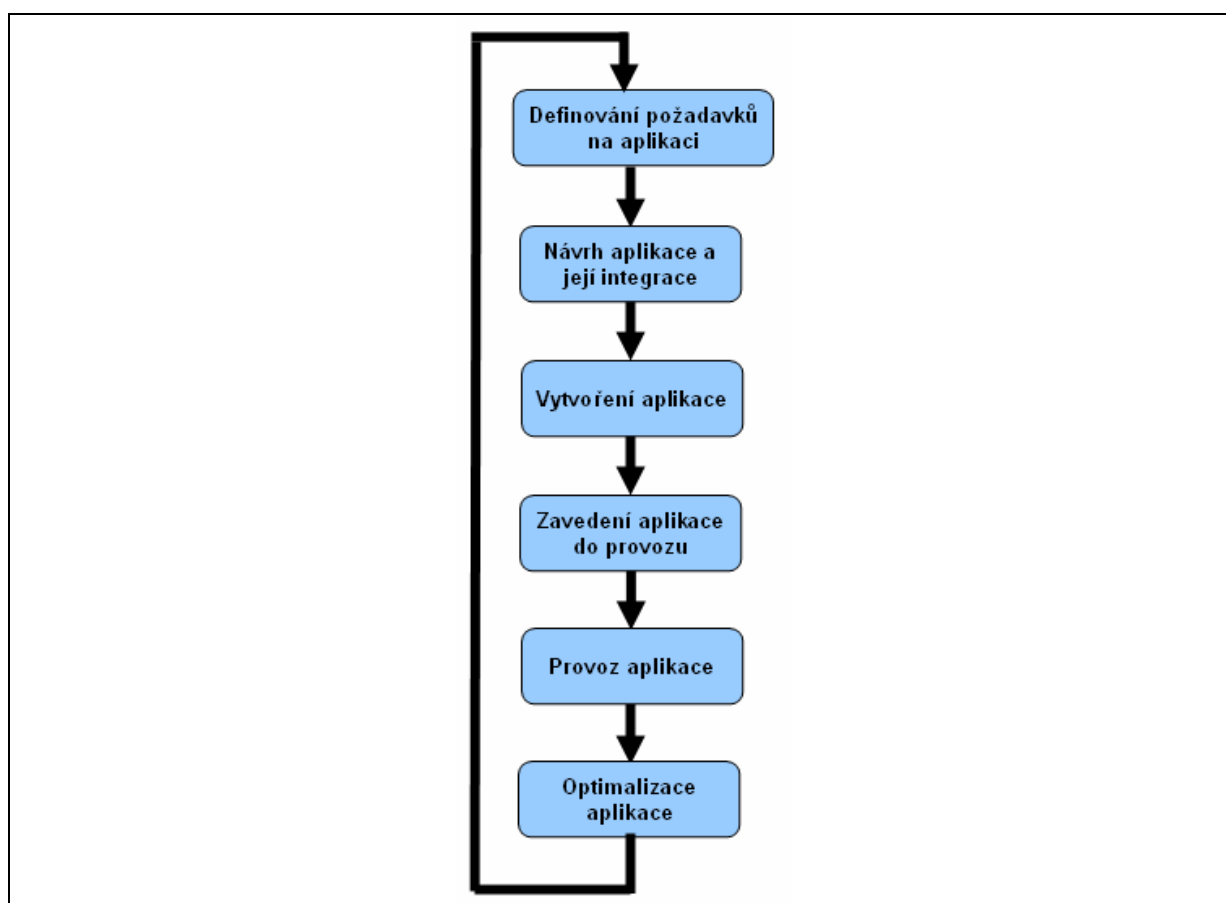 Definování požadavků
na aplikaci
Návrh aplikace a
její integrace
Vytvoření aplikace
Zavedení aplikace
do provozu
Provoz aplikace
Optimalizace
aplikace